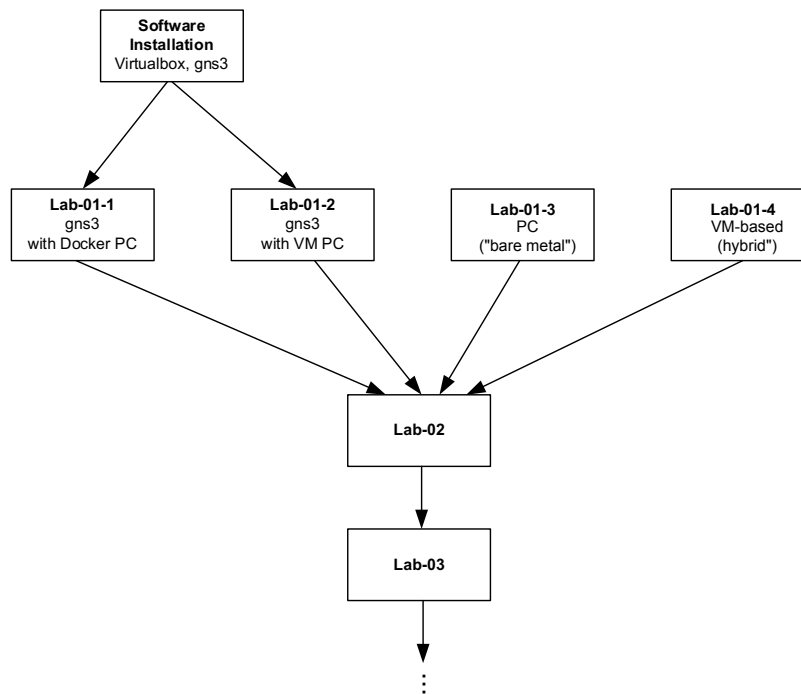 Software
Installation
Virtualbox, gns3
Lab-01-1
gns3
with Docker PC
Lab-01-2
gns3
with VM PC
Lab-01-3
PC
("bare metal")
Lab-01-4
VM-based
(hybrid")
Lab-02
Lab-03
...